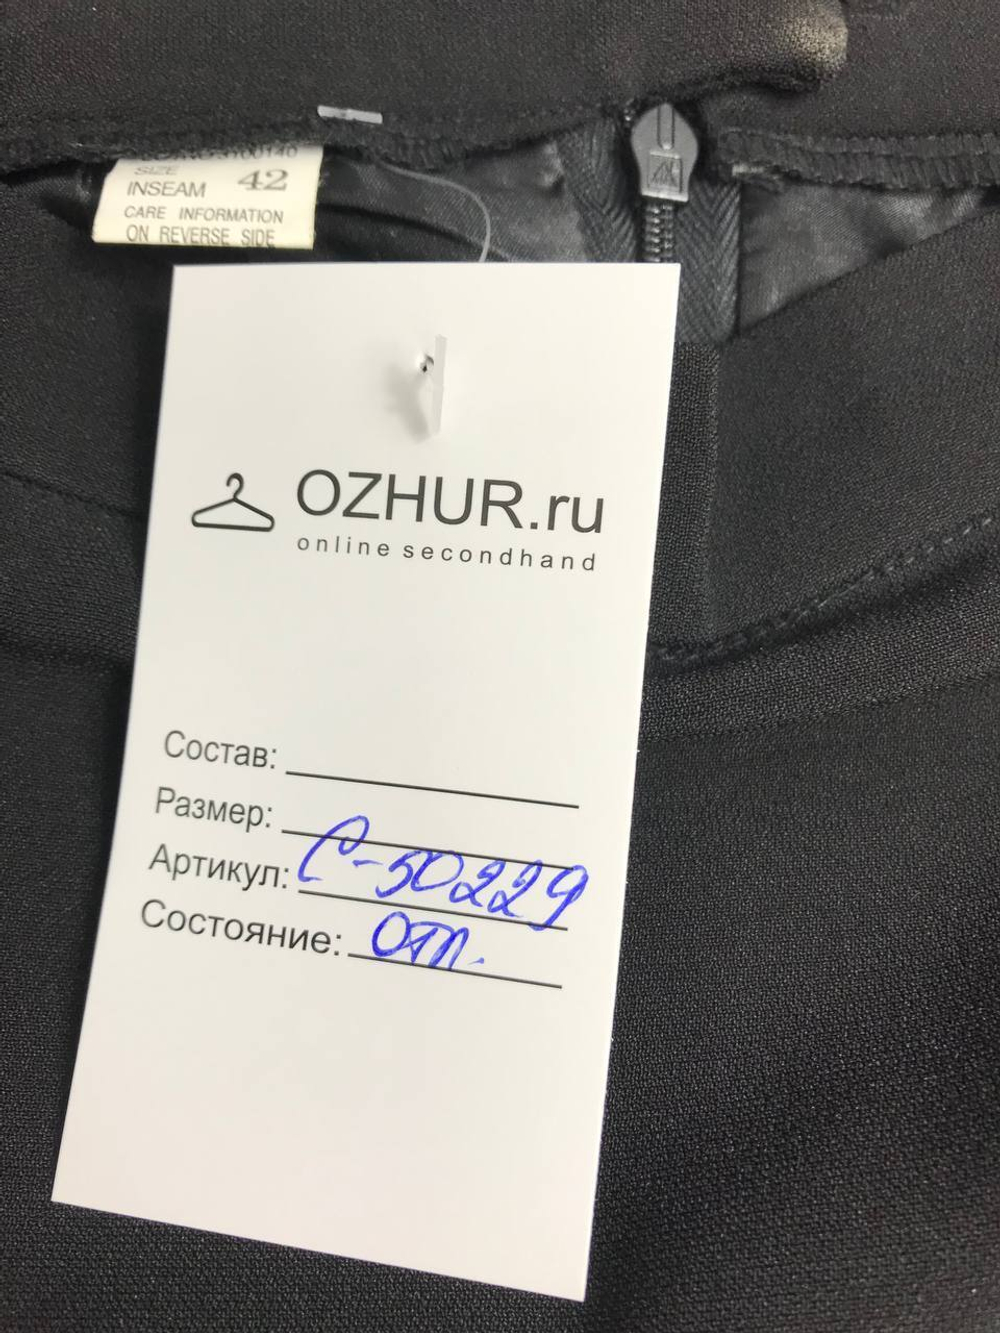 SIZE
INSEAM 42
CARE INFORMATION
ON REVERSE SIDE
OZHUR.ru
online secondhand
Состав:
Размер:
Артикул: С-50229
Состояние: отл.